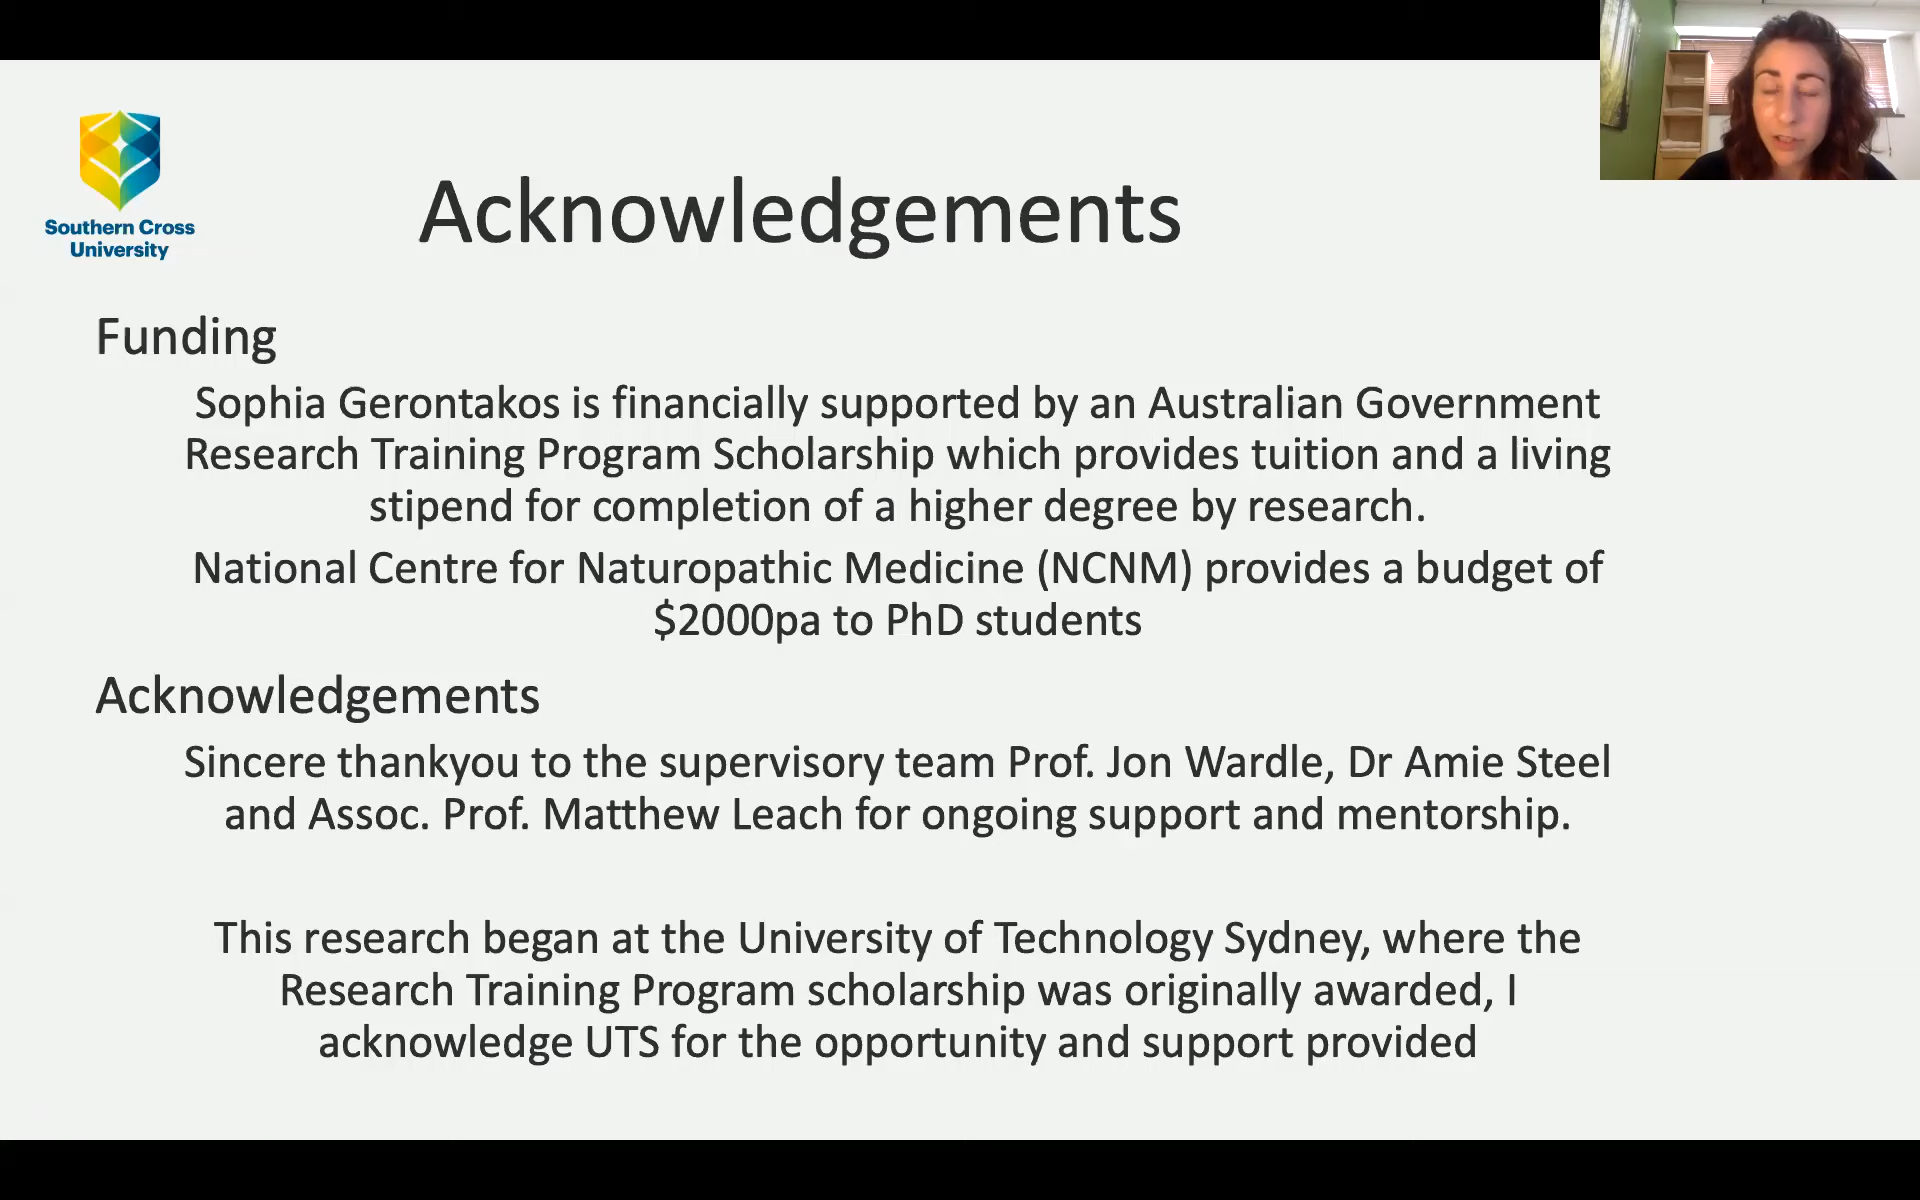 Southern Cross
University
Acknowledgements
Funding
Sophia Gerontakos is financially supported by an Australian Government
Research Training Program Scholarship which provides tuition and a living
stipend for completion of a higher degree by research.
National Centre for Naturopathic Medicine (NCNM) provides a budget of
$2000pa to PhD students
Acknowledgements
Sincere thankyou to the supervisory team Prof. Jon Wardle, Dr Amie Steel
and Assoc. Prof. Matthew Leach for ongoing support and mentorship.
This research began at the University of Technology Sydney, where the
Research Training Program scholarship was originally awarded, I
acknowledge UTS for the opportunity and support provided